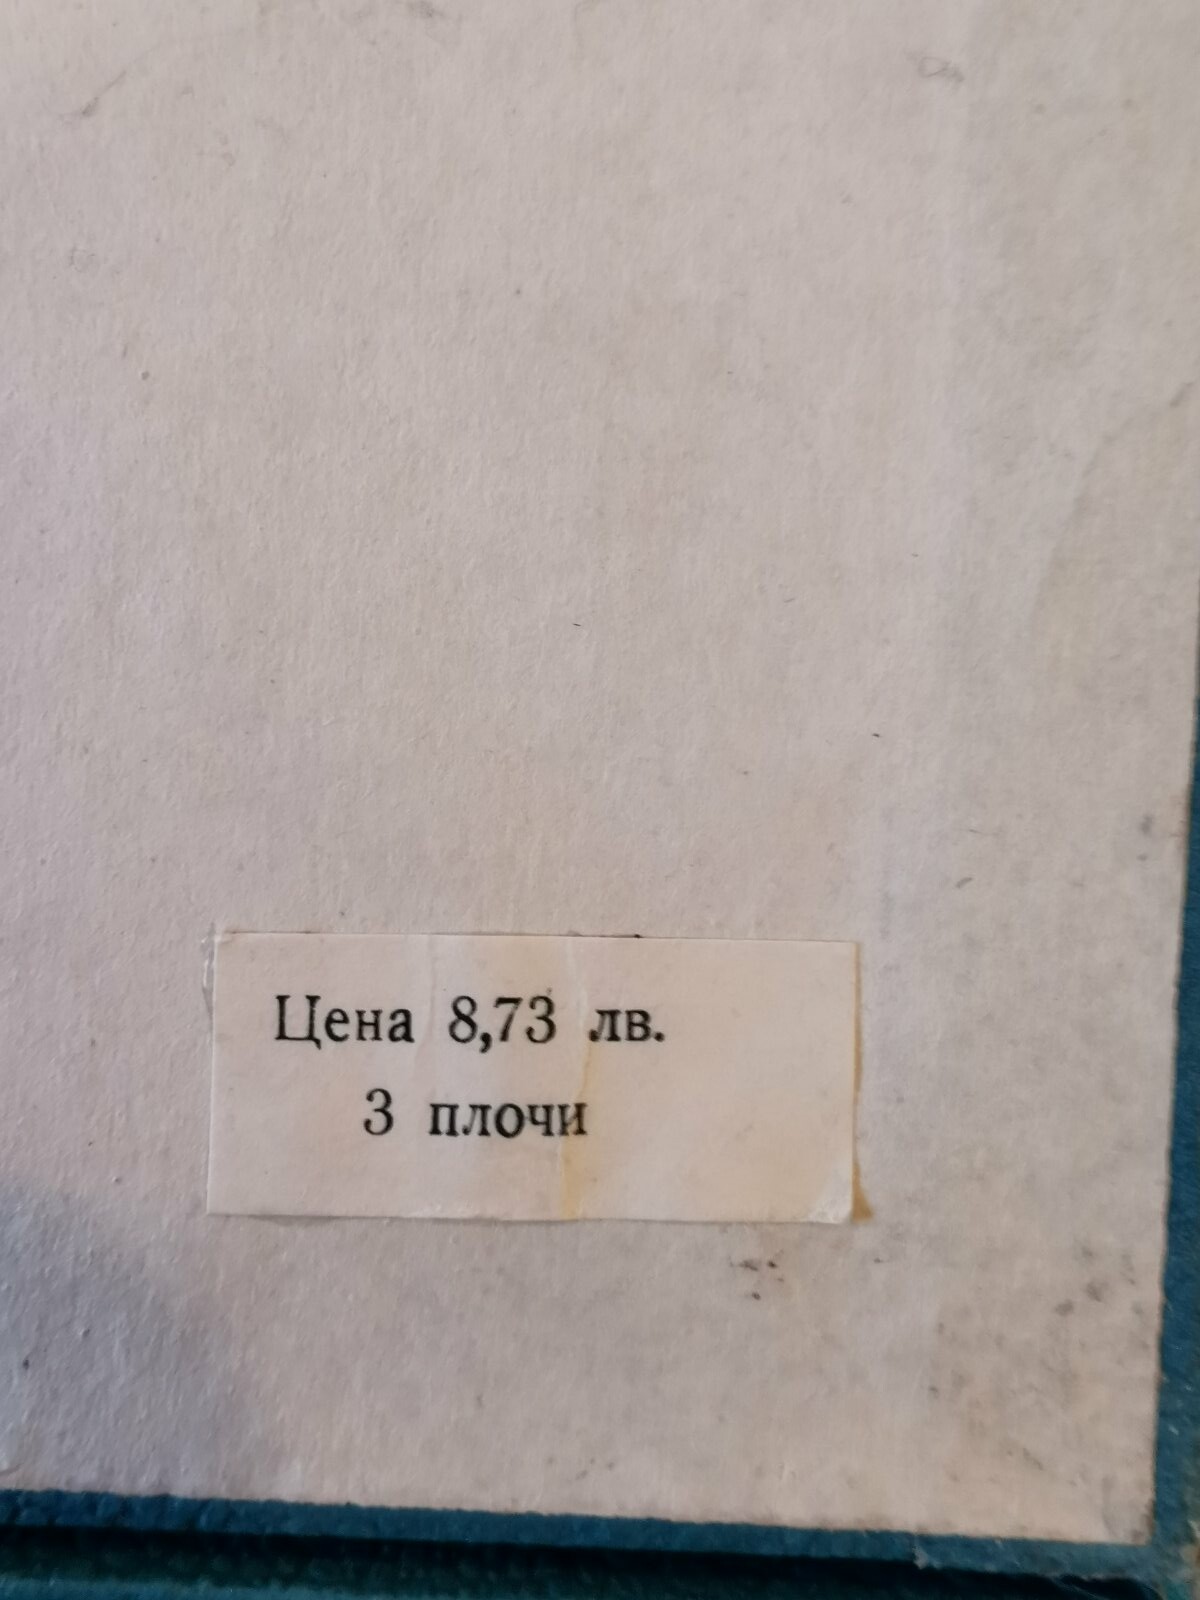 Цена 8,73 лв.
3 плочи